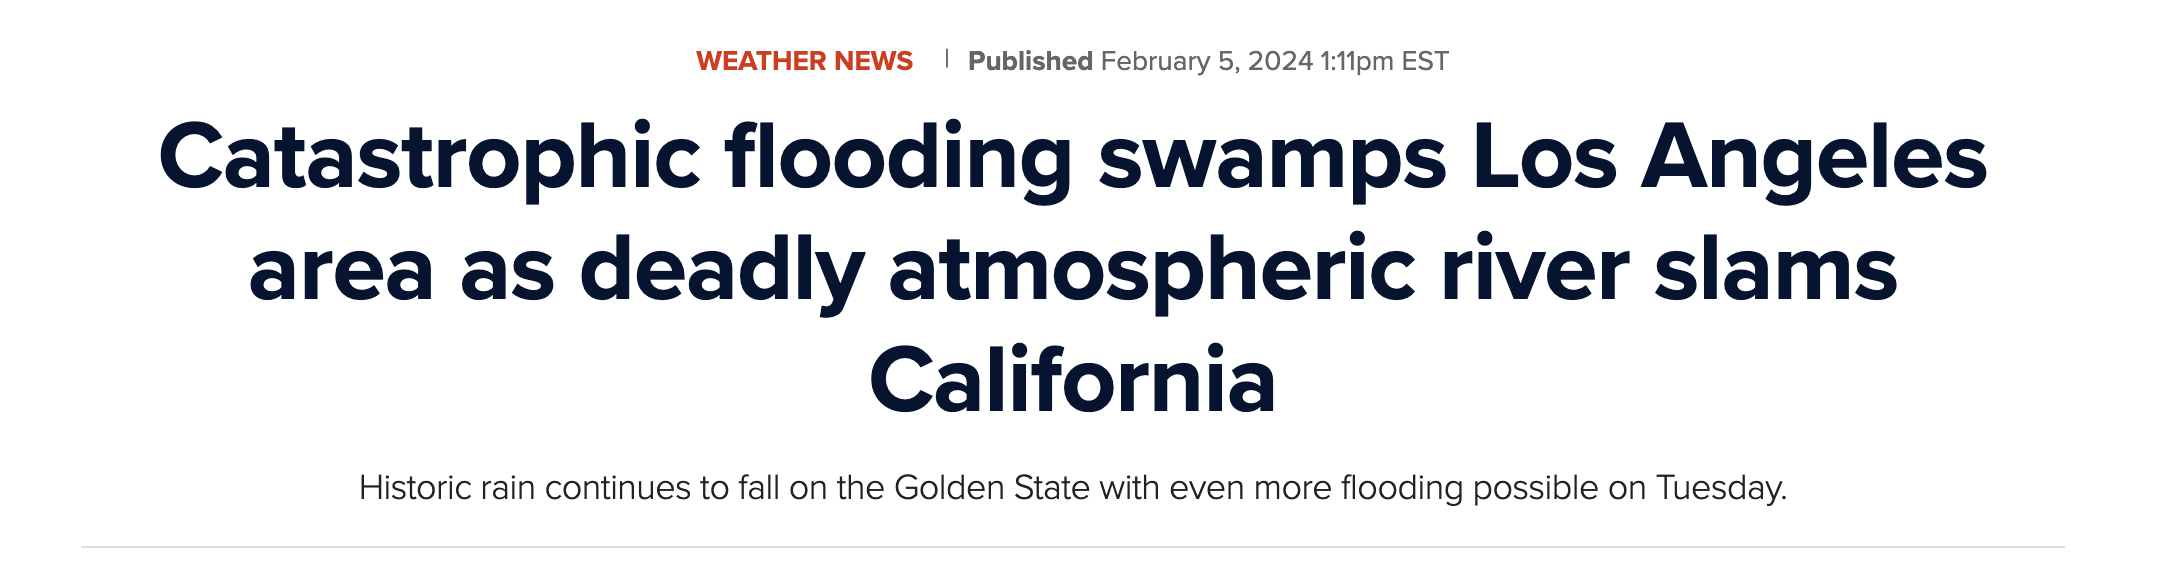 WEATHER NEWS | Published February 5, 2024 1:11pm EST
Catastrophic flooding swamps Los Angeles
area as deadly atmospheric river slams
California
Historic rain continues to fall on the Golden State with even more flooding possible on Tuesday.